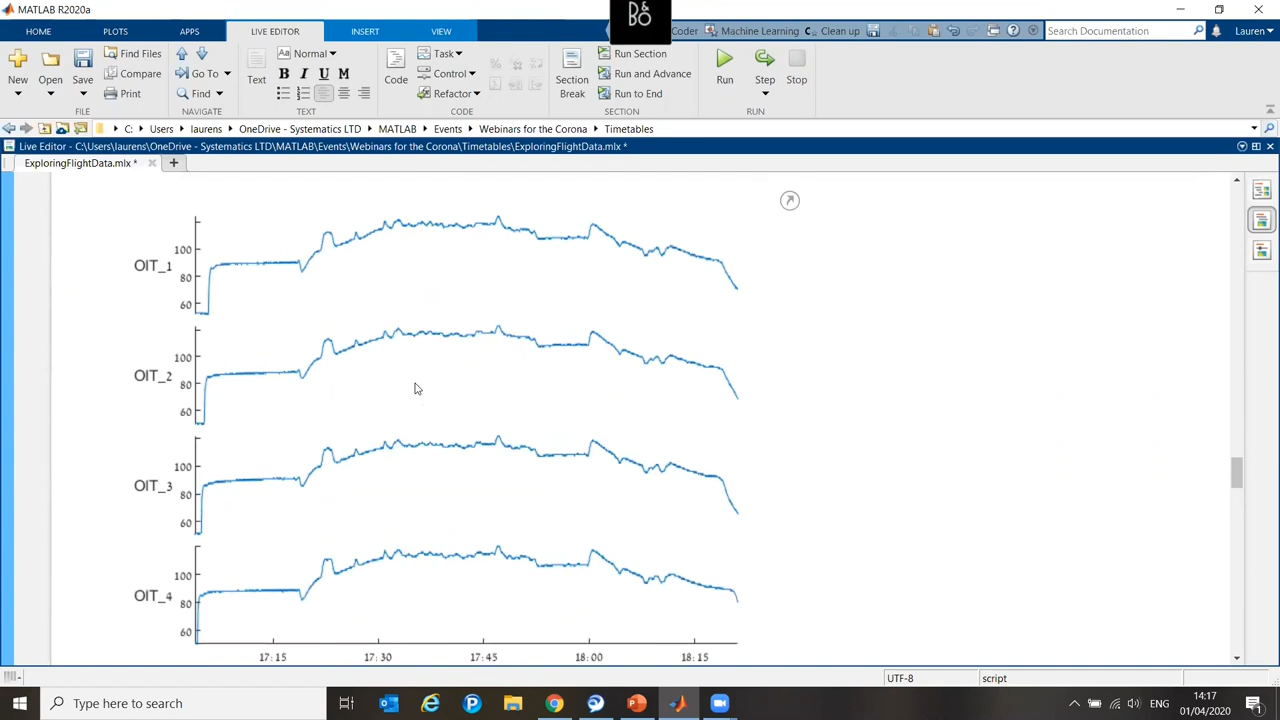 MATLAB R2020a
B&O
HOME PLOTS APPS LIVE EDITOR INSERT VIEW Coder Machine Learning Clean up Search Documentation Lauren
New Open Save Find Files Compare Print
Go To Find
Text Normal
B I U M
Code Task Control Refactor
Section Break Run Section Run and Advance Run to End
Run Step Stop
FILE NAVIGATE TEXT CODE SECTION RUN
C: Users laurens OneDrive - Systematics LTD MATLAB Events Webinars for the Corona Timetables
Live Editor - C:\Users\laurens\OneDrive - Systematics LTD\MATLAB\Events\Webinars for the Corona\Timetables\ExploringFlightData.mlx *
ExploringFlightData.mlx *
100
OIT_1
80
60
100
OIT_2
80
60
100
OIT_3
80
60
100
OIT_4
80
60
17:15 17:30 17:45 18:00 18:15
UTF-8 script
Type here to search
ENG
14:17
01/04/2020
1